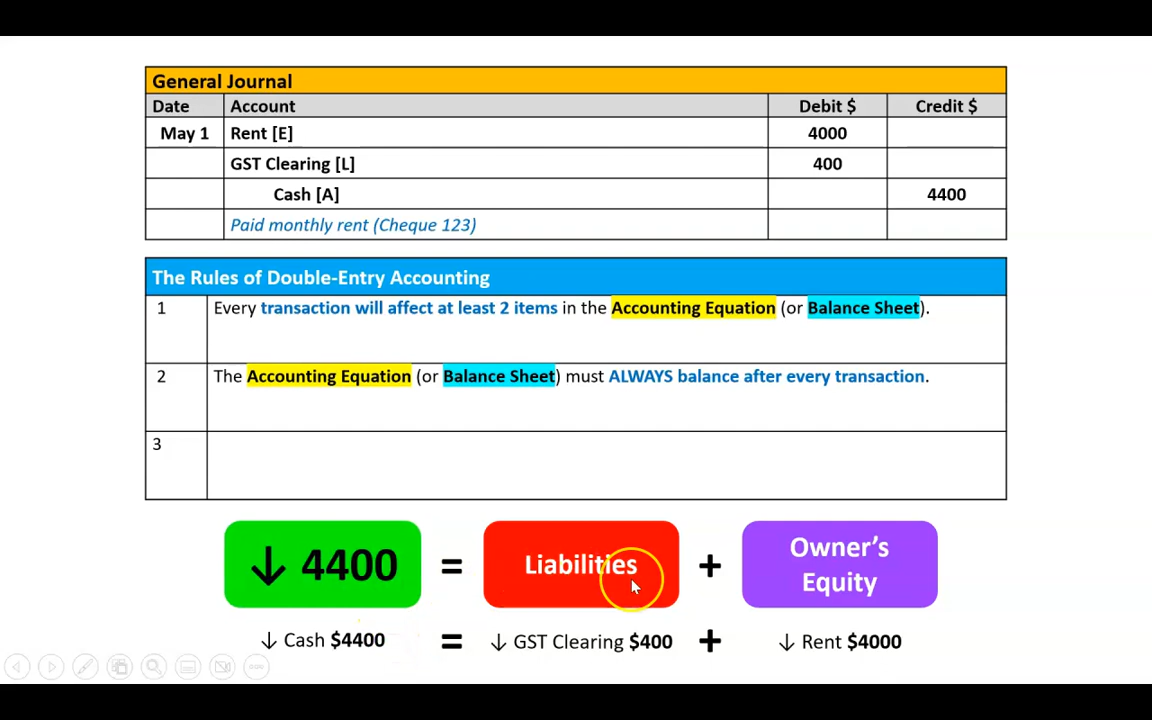 General Journal
Date Account Debit $ Credit $
May 1 Rent [E] 4000
GST Clearing [L] 400
Cash [A] 4400
Paid monthly rent (Cheque 123)
The Rules of Double-Entry Accounting
1 Every transaction will affect at least 2 items in the Accounting Equation (or Balance Sheet).
2 The Accounting Equation (or Balance Sheet) must ALWAYS balance after every transaction.
3
↓ 4400 = Liabilities + Owner's
Equity
↓ Cash $4400 = ↓ GST Clearing $400 + ↓ Rent $4000